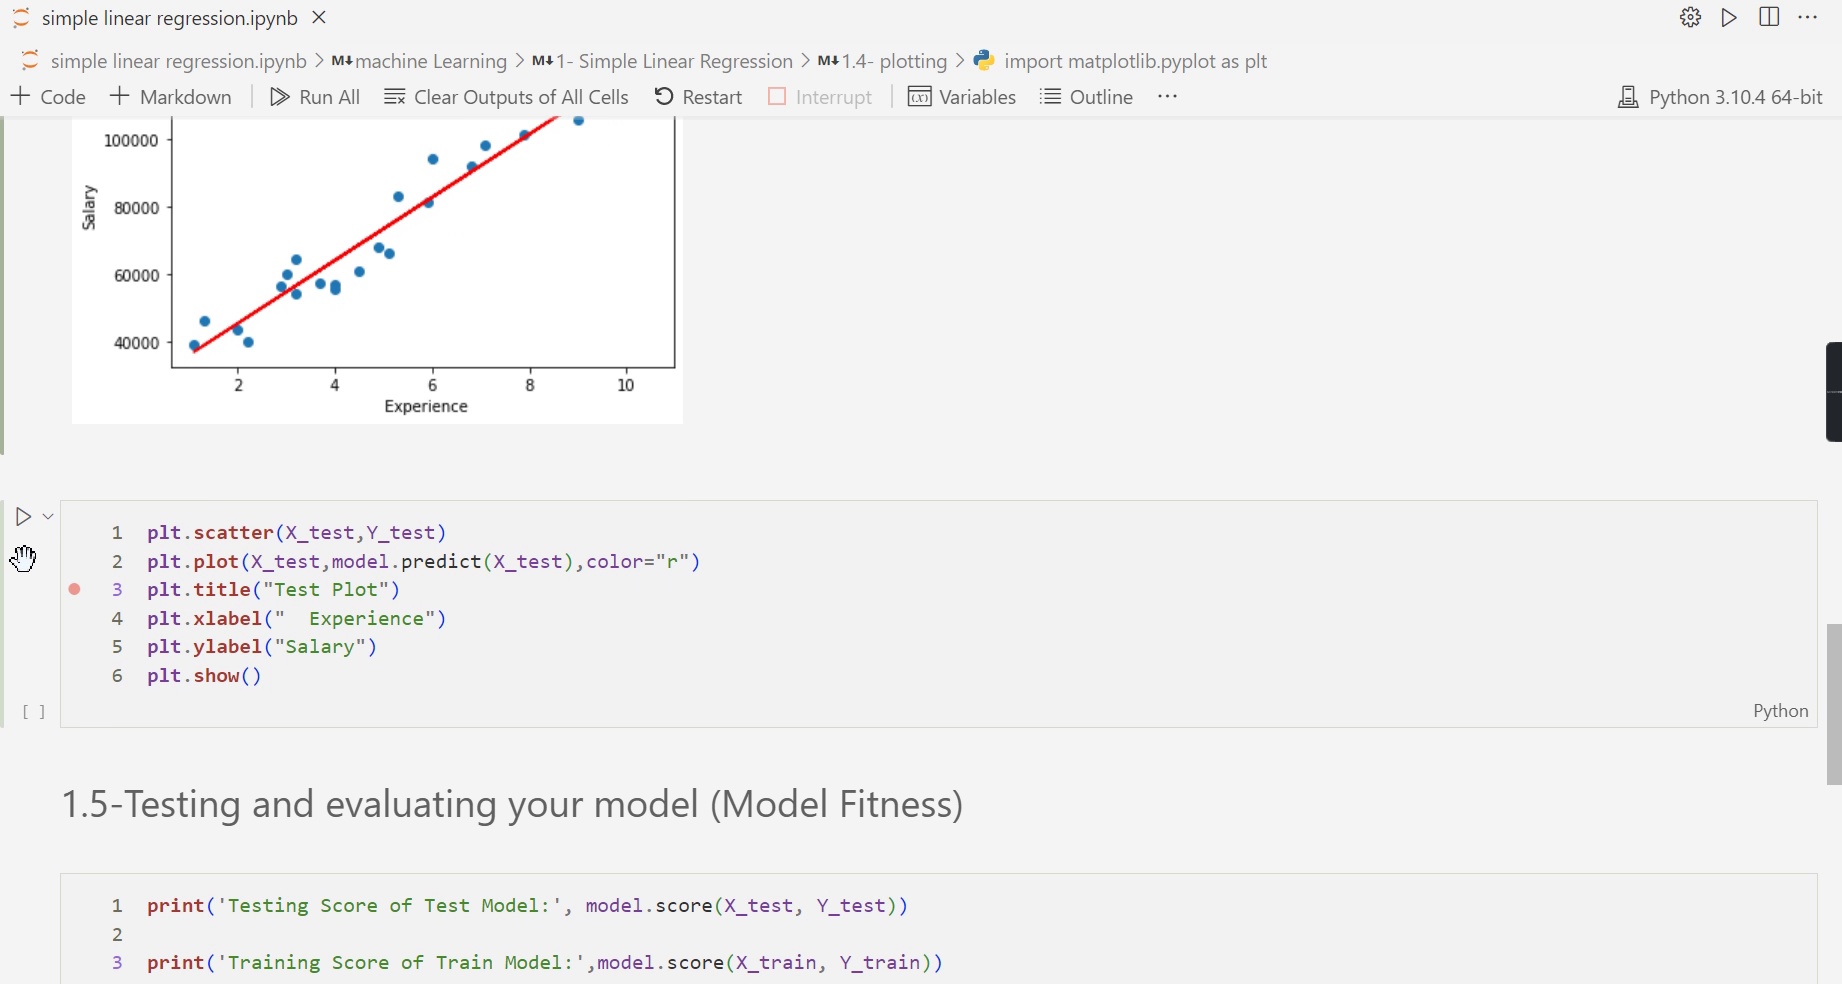 simple linear regression.ipynb
simple linear regression.ipynb > M↓machine Learning > M↓1- Simple Linear Regression > M↓1.4- plotting > import matplotlib.pyplot as plt
+ Code + Markdown Run All Clear Outputs of All Cells Restart Interrupt (x) Variables Outline ··· Python 3.10.4 64-bit
100000
80000
60000
40000
Salary
2 4 6 8 10
Experience
1 plt.scatter(X_test,Y_test)
2 plt.plot(X_test,model.predict(X_test),color="r")
3 plt.title("Test Plot")
4 plt.xlabel("  Experience")
5 plt.ylabel("Salary")
6 plt.show()
[ ]
Python
1.5-Testing and evaluating your model (Model Fitness)
1 print('Testing Score of Test Model:', model.score(X_test, Y_test))
2
3 print('Training Score of Train Model:',model.score(X_train, Y_train))